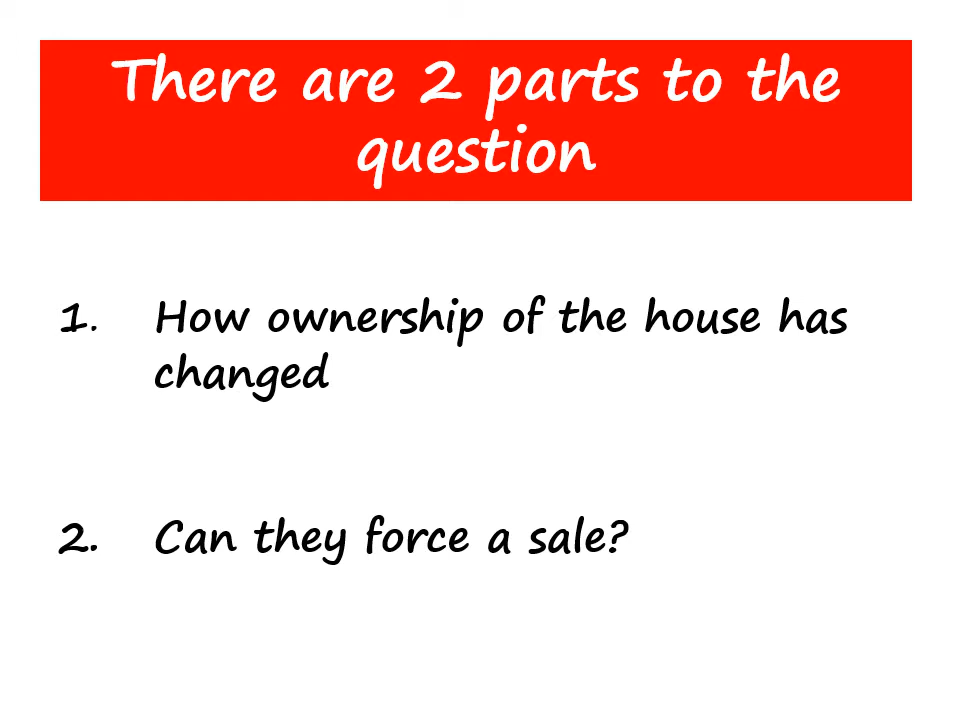 There are 2 parts to the
question
1. How ownership of the house has
changed
2. Can they force a sale?